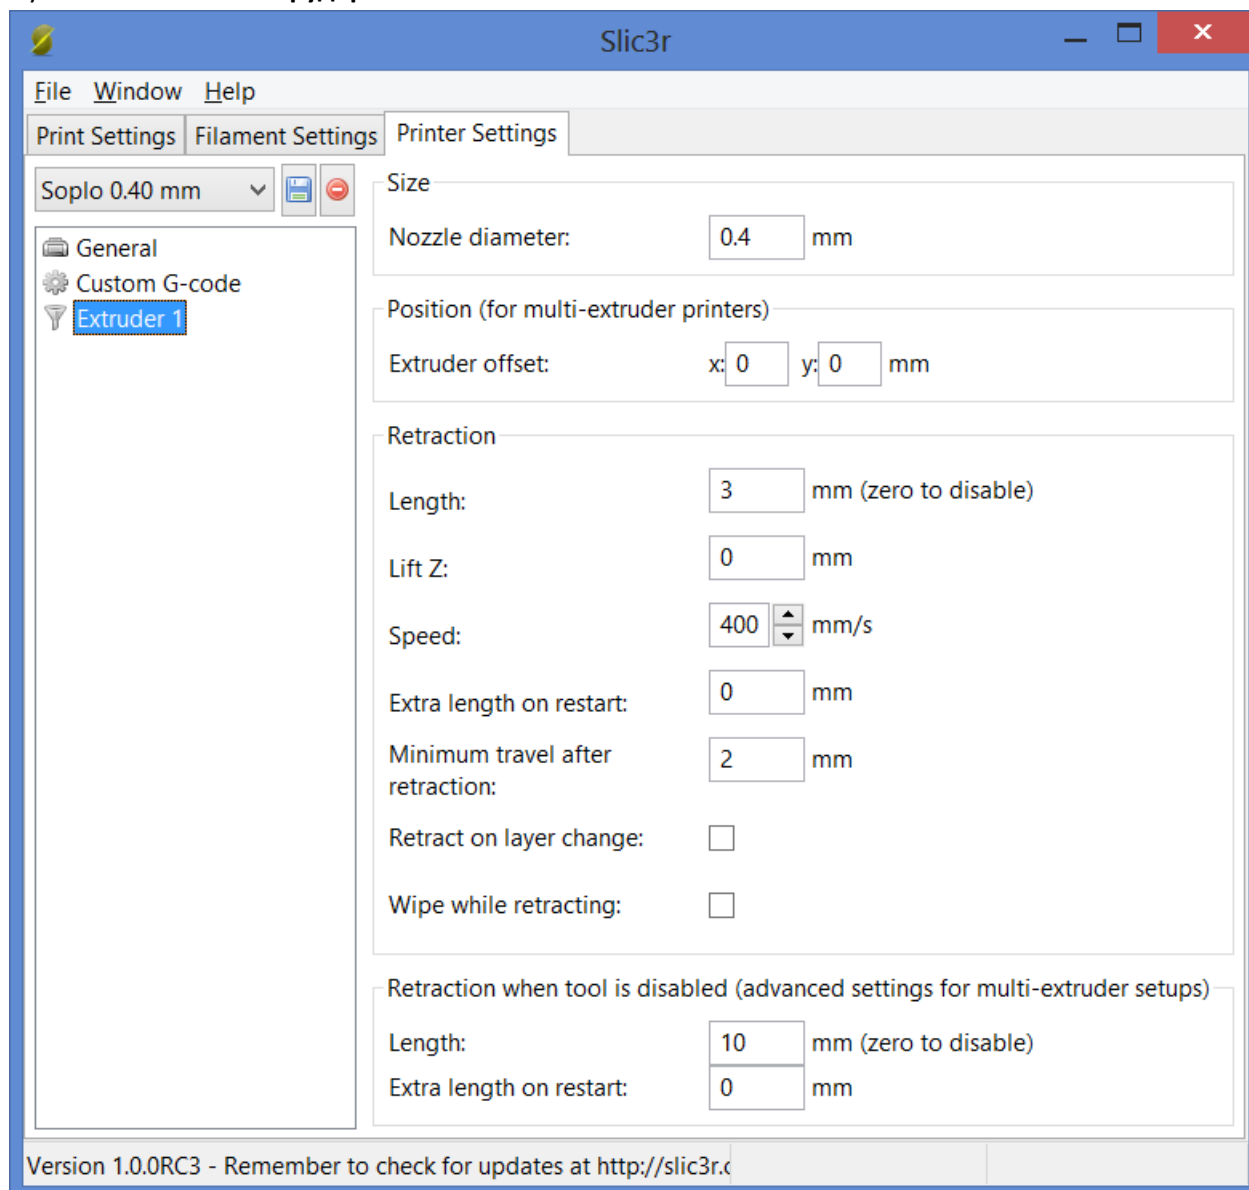 Slic3r
File Window Help
Print Settings Filament Settings Printer Settings
Soplo 0.40 mm
General
Custom G-code
Extruder 1
Size
Nozzle diameter: 0.4 mm
Position (for multi-extruder printers)
Extruder offset: x: 0 y: 0 mm
Retraction
Length: 3 mm (zero to disable)
Lift Z: 0 mm
Speed: 400 mm/s
Extra length on restart: 0 mm
Minimum travel after
retraction: 2 mm
Retract on layer change:
Wipe while retracting:
Retraction when tool is disabled (advanced settings for multi-extruder setups)
Length: 10 mm (zero to disable)
Extra length on restart: 0 mm
Version 1.0.0RC3 - Remember to check for updates at http://slic3r.